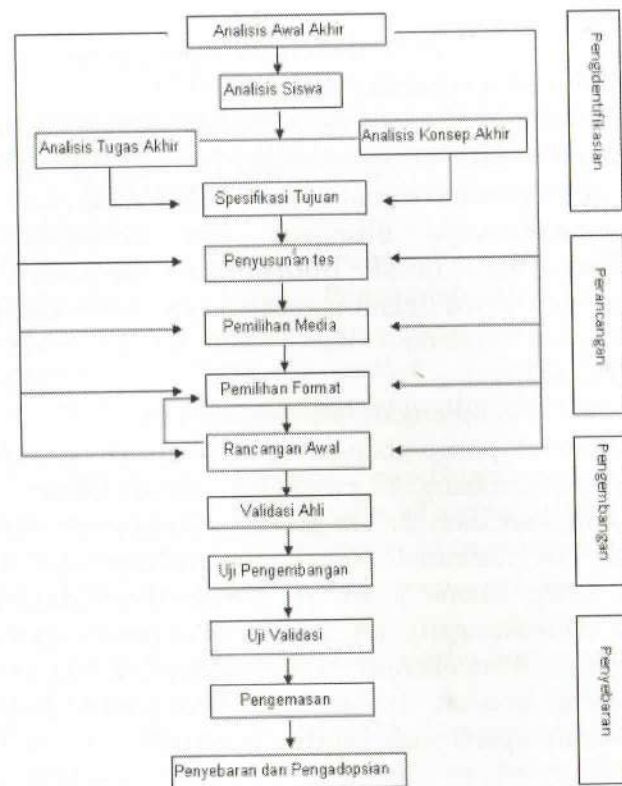 Analisis Awal Akhir
Analisis Siswa
Analisis Tugas Akhir
Analisis Konsep Akhir
Spesifikasi Tujuan
Penyusunan tes
Pemilihan Media
Pemilihan Format
Rancangan Awal
Validasi Ahli
Uji Pengembangan
Uji Validasi
Pengemasan
Penyebaran dan Pengadopsian
Pengidentifikasian
Perancangan
Pengembangan
Penyebaran